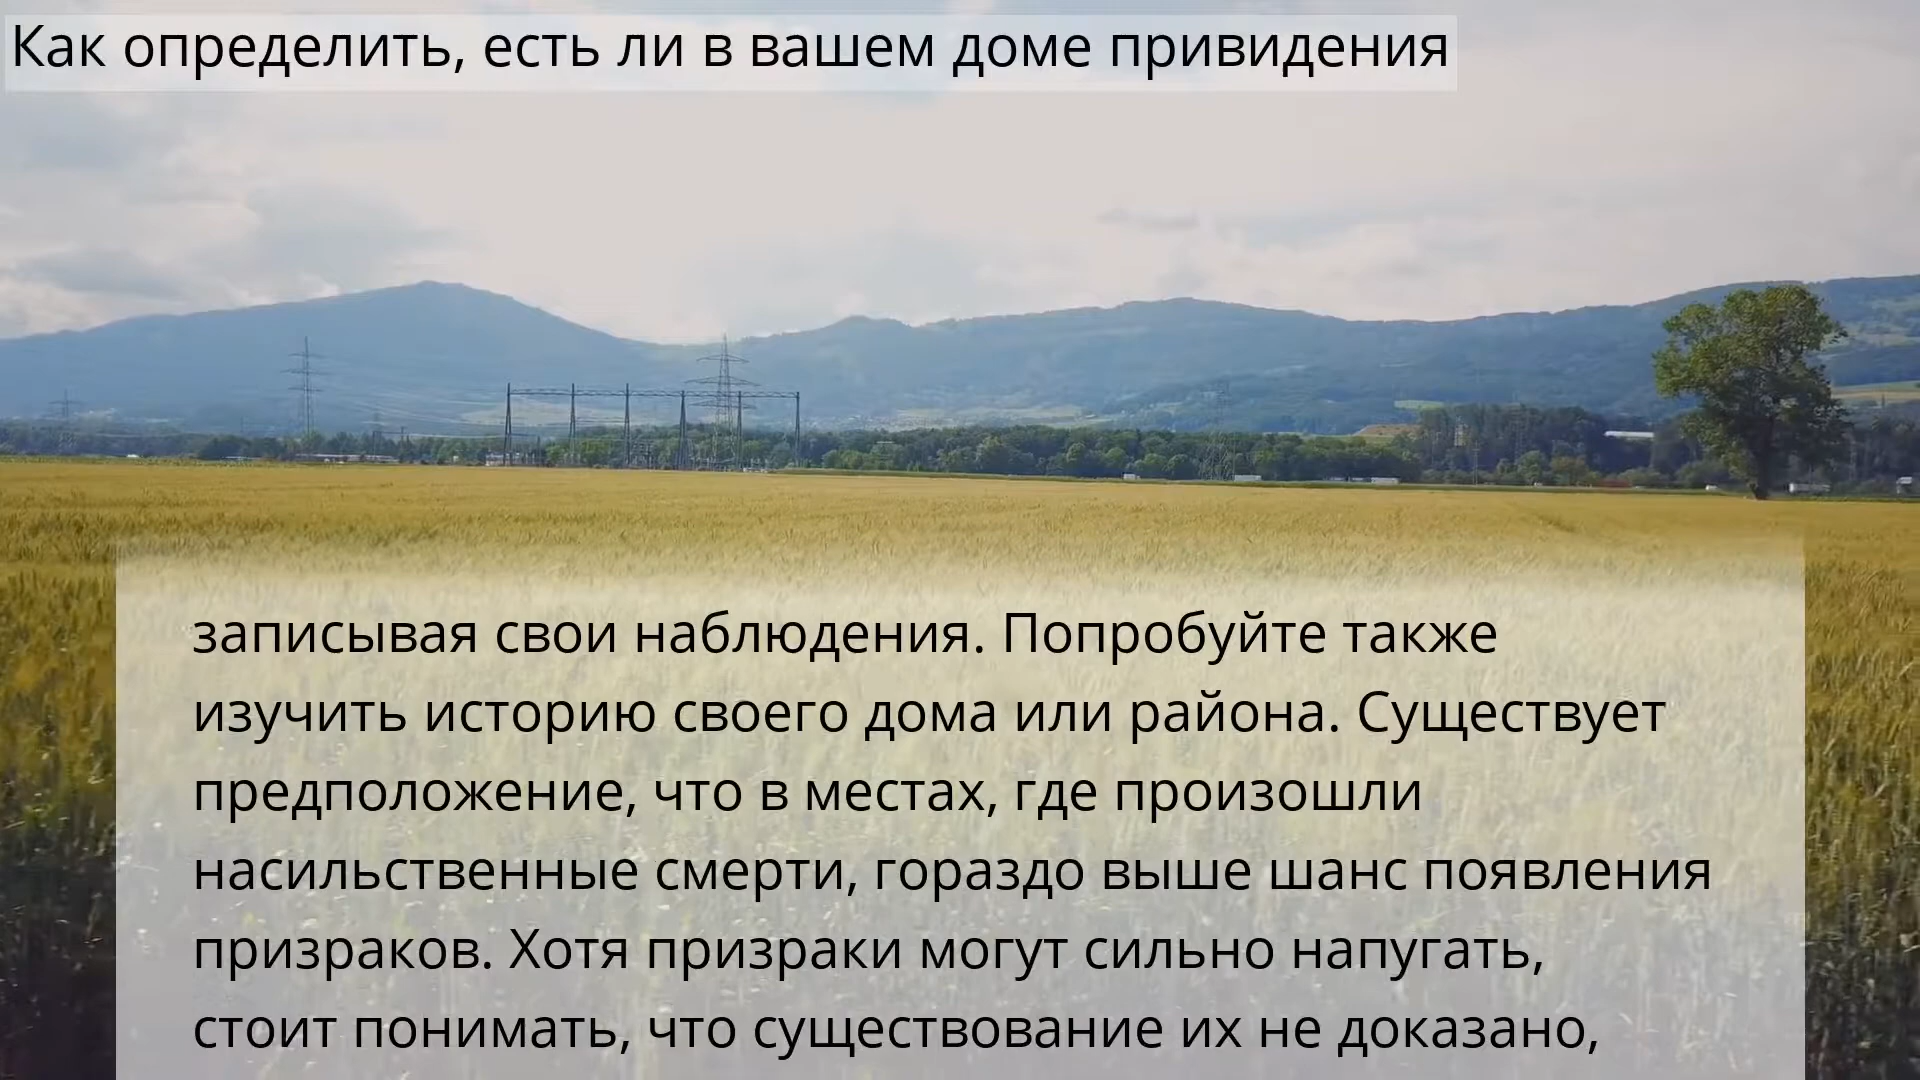 Как определить, есть ли в вашем доме привидения
записывая свои наблюдения. Попробуйте также
изучить историю своего дома или района. Существует
предположение, что в местах, где произошли
насильственные смерти, гораздо выше шанс появления
призраков. Хотя призраки могут сильно напугать,
стоит понимать, что существование их не доказано,